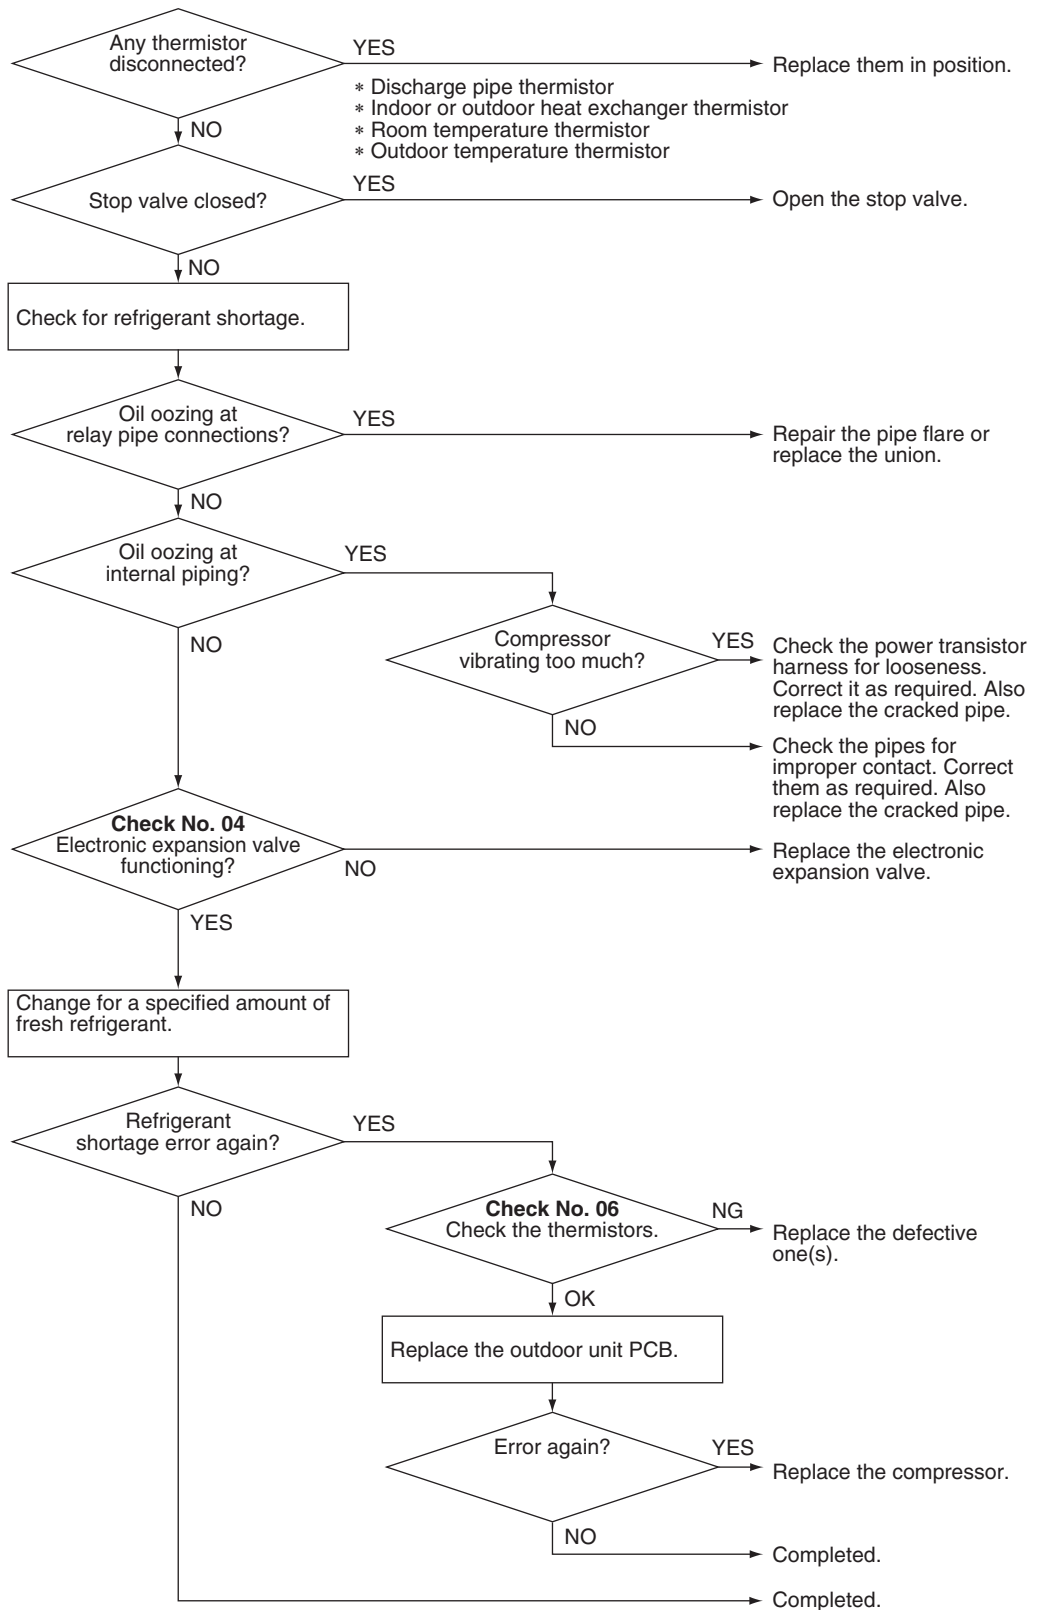 Any thermistor
disconnected?
YES
Replace them in position.
∗ Discharge pipe thermistor
∗ Indoor or outdoor heat exchanger thermistor
∗ Room temperature thermistor
∗ Outdoor temperature thermistor
NO
Stop valve closed?
YES
Open the stop valve.
NO
Check for refrigerant shortage.
Oil oozing at
relay pipe connections?
YES
Repair the pipe flare or
replace the union.
NO
Oil oozing at
internal piping?
YES
NO
Compressor
vibrating too much?
YES
Check the power transistor
harness for looseness.
Correct it as required. Also
replace the cracked pipe.
NO
Check the pipes for
improper contact. Correct
them as required. Also
replace the cracked pipe.
Check No. 04
Electronic expansion valve
functioning?
NO
Replace the electronic
expansion valve.
YES
Change for a specified amount of
fresh refrigerant.
Refrigerant
shortage error again?
YES
NO
Check No. 06
Check the thermistors.
NG
Replace the defective
one(s).
OK
Replace the outdoor unit PCB.
Error again?
YES
Replace the compressor.
NO
Completed.
Completed.